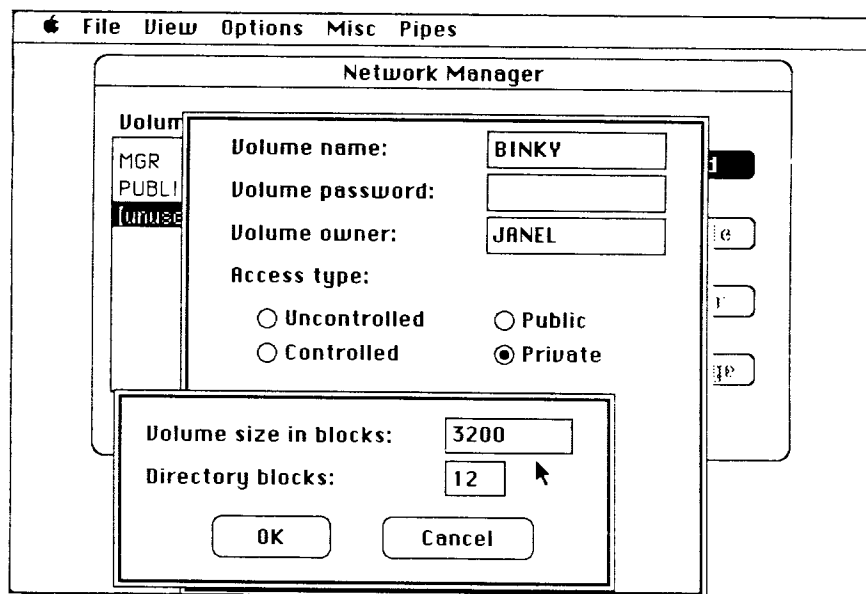 File View Options Misc Pipes
Network Manager
MGR
Volume name: BINKY
Volume password:
Volume owner: JANEL
Access type:
Uncontrolled Public
Controlled Private
Volume size in blocks: 3200
Directory blocks: 12
OK Cancel